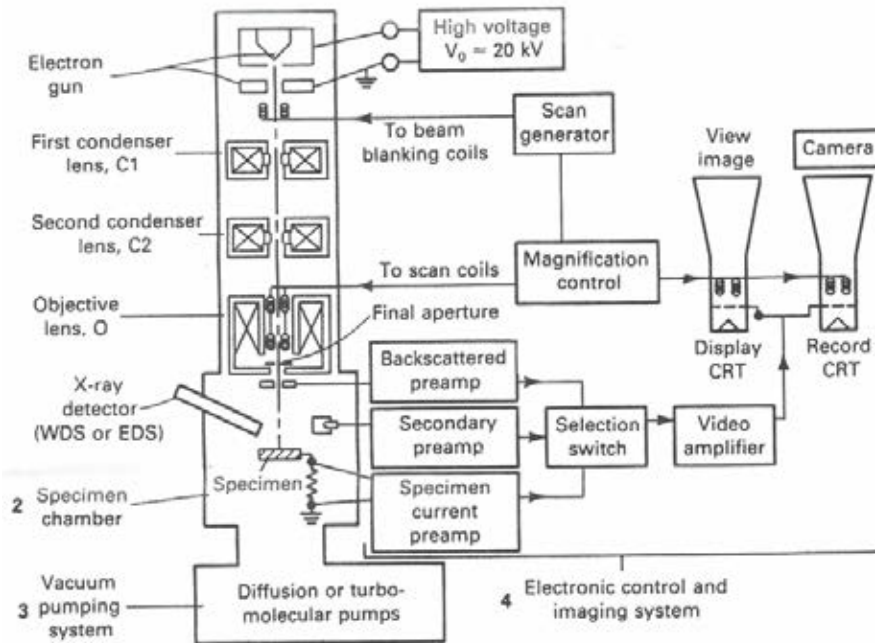 High voltage
V₀ = 20 kV
Electron
gun
To beam
blanking coils
Scan
generator
View
image
Camera
First condenser
lens, C1
Second condenser
lens, C2
To scan coils
Magnification
control
Objective
lens, O
Final aperture
Display
CRT
Record
CRT
X-ray
detector
(WDS or EDS)
Backscattered
preamp
Secondary
preamp
Selection
switch
Video
amplifier
Specimen
Specimen
current
preamp
2 Specimen
chamber
3 Vacuum
pumping
system
Diffusion or turbo-
molecular pumps
4 Electronic control and
imaging system